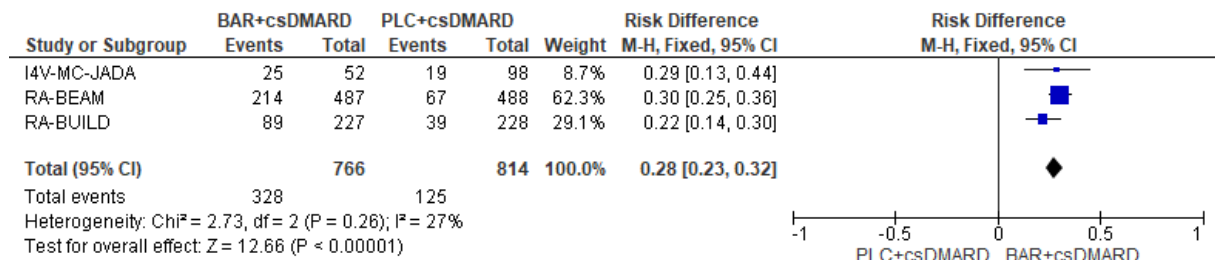 BAR+csDMARD PLC+csDMARD Risk Difference Risk Difference
Study or Subgroup Events Total Events Total Weight M-H, Fixed, 95% CI M-H, Fixed, 95% CI
I4V-MC-JADA 25 52 19 98 8.7% 0.29 [0.13, 0.44]
RA-BEAM 214 487 67 488 62.3% 0.30 [0.25, 0.36]
RA-BUILD 89 227 39 228 29.1% 0.22 [0.14, 0.30]
Total (95% CI) 766 814 100.0% 0.28 [0.23, 0.32]
Total events 328 125
Heterogeneity: Chi² = 2.73, df = 2 (P = 0.26); I² = 27%
Test for overall effect: Z = 12.66 (P < 0.00001)
-1 -0.5 0 0.5 1
PLC+csDMARD BAR+csDMARD